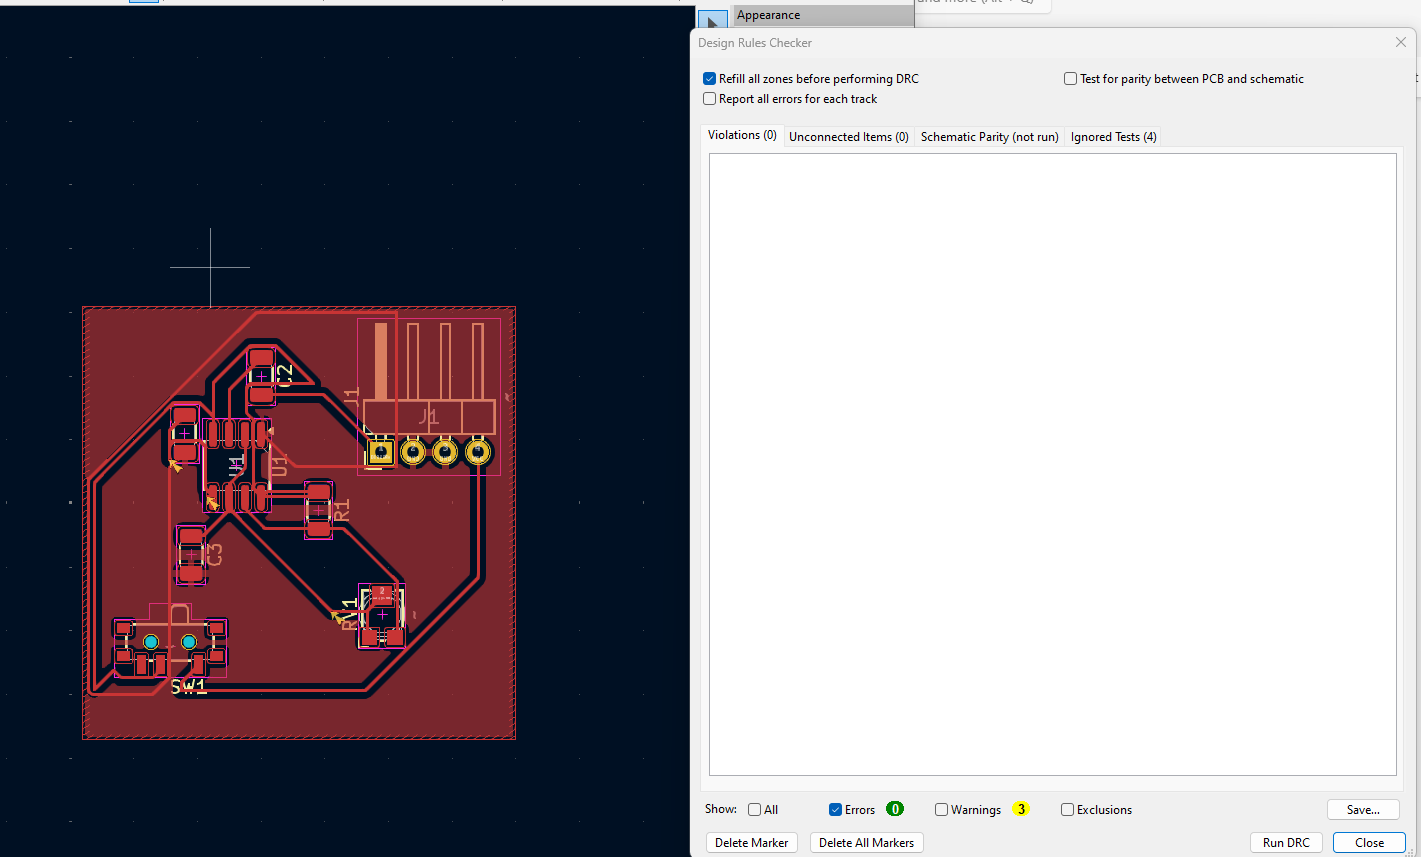 Appearance
Design Rules Checker
Refill all zones before performing DRC
Test for parity between PCB and schematic
Report all errors for each track
Violations (0)
Unconnected Items (0)
Schematic Parity (not run)
Ignored Tests (4)
C2
J1
J1
U1
U1
R1
C3
RV1
SW1
2
Show:
All
Errors
0
Warnings
3
Exclusions
Save...
Delete Marker
Delete All Markers
Run DRC
Close